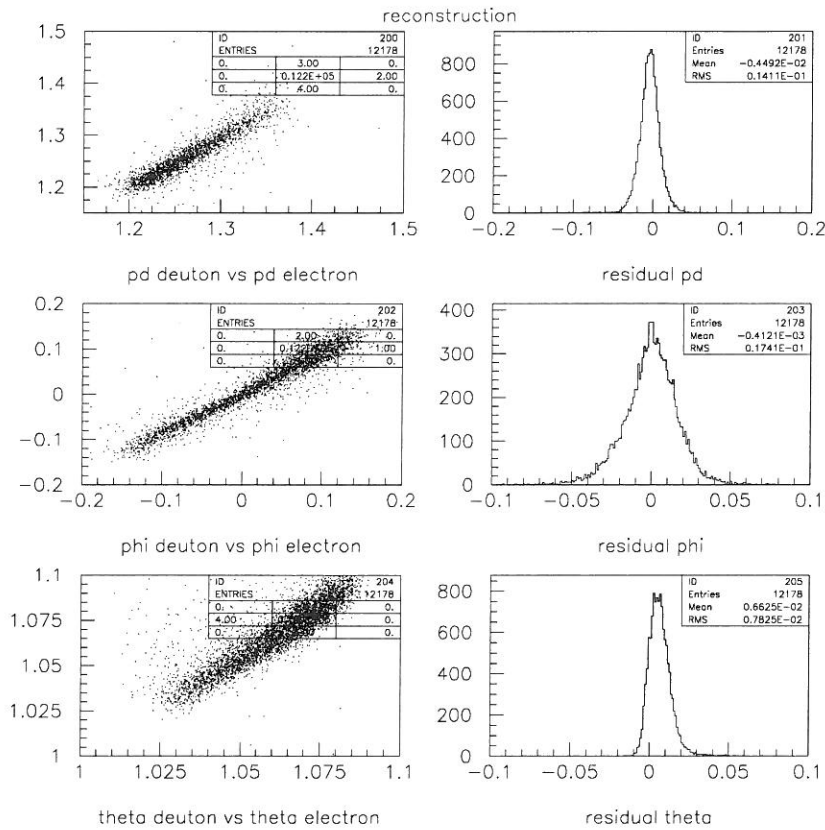 reconstruction
ID 200
ENTRIES 12178
0. 3.00 0.
0. 0.122E+05 2.00
0. 4.00 0.
1.5
1.4
1.3
1.2
1.2 1.3 1.4 1.5
pd deuton vs pd electron
ID 201
Entries 12178
Mean -0.4492E-02
RMS 0.1411E-01
800
600
400
200
0
-0.2 -0.1 0 0.1 0.2
residual pd
ID 202
ENTRIES 12178
0. 2.00 0.
0. 1.00
0. 0.
0.2
0.1
0
-0.1
-0.2
-0.2 -0.1 0 0.1 0.2
phi deuton vs phi electron
ID 203
Entries 12178
Mean -0.4121E-03
RMS 0.1741E-01
400
300
200
100
0
-0.1 -0.05 0 0.05 0.1
residual phi
ID 204
ENTRIES 12178
0. 0.
4.00 0.
0. 0.
1.1
1.075
1.05
1.025
1
1 1.025 1.05 1.075 1.1
theta deuton vs theta electron
ID 205
Entries 12178
Mean 0.6625E-02
RMS 0.7825E-02
800
600
400
200
0
-0.1 -0.05 0 0.05 0.1
residual theta